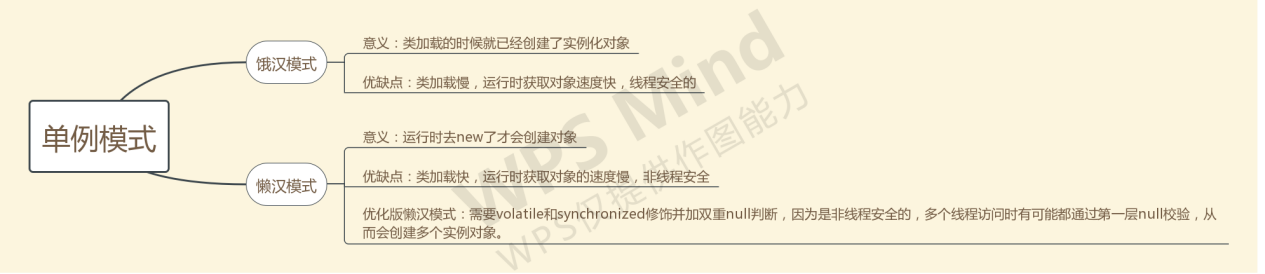 单例模式
饿汉模式
意义：类加载的时候就已经创建了实例化对象
优缺点：类加载慢，运行时获取对象速度快，线程安全的
懒汉模式
意义：运行时去new了才会创建对象
优缺点：类加载快，运行时获取对象的速度慢，非线程安全
优化版懒汉模式：需要volatile和synchronized修饰并加双重null判断，因为是非线程安全的，多个线程访问时有可能都通过第一层null校验，从
而会创建多个实例对象。
WPS Mind
WPS仅提供作图能力